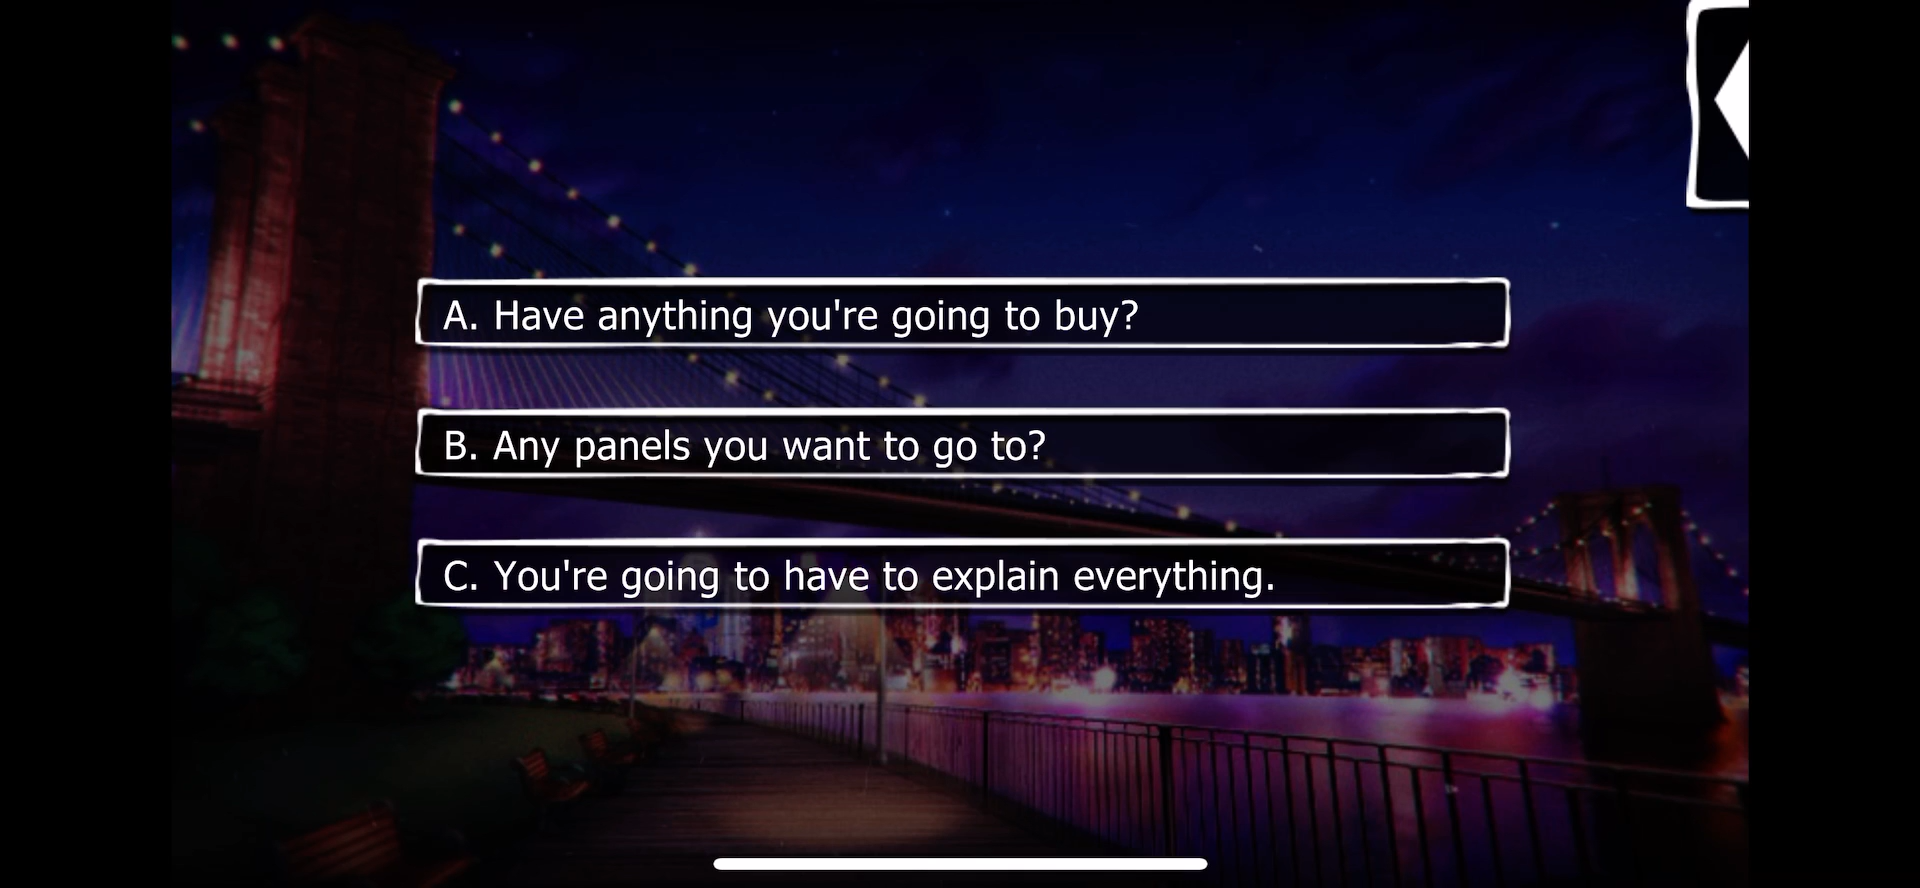 A. Have anything you're going to buy?
B. Any panels you want to go to?
C. You're going to have to explain everything.